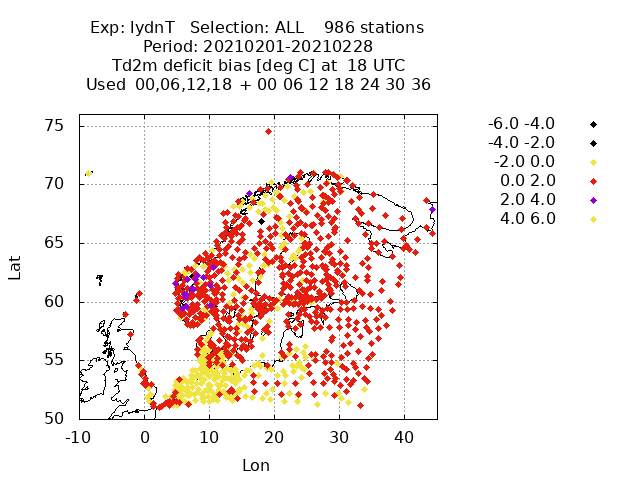 Exp: IydnT   Selection: ALL    986 stations
Period: 20210201-20210228
Td2m deficit bias [deg C] at  18 UTC
Used  00,06,12,18 + 00 06 12 18 24 30 36
-6.0 -4.0
-4.0 -2.0
-2.0 0.0
0.0 2.0
2.0 4.0
4.0 6.0
75
70
65
60
55
50
Lat
-10 0 10 20 30 40
Lon